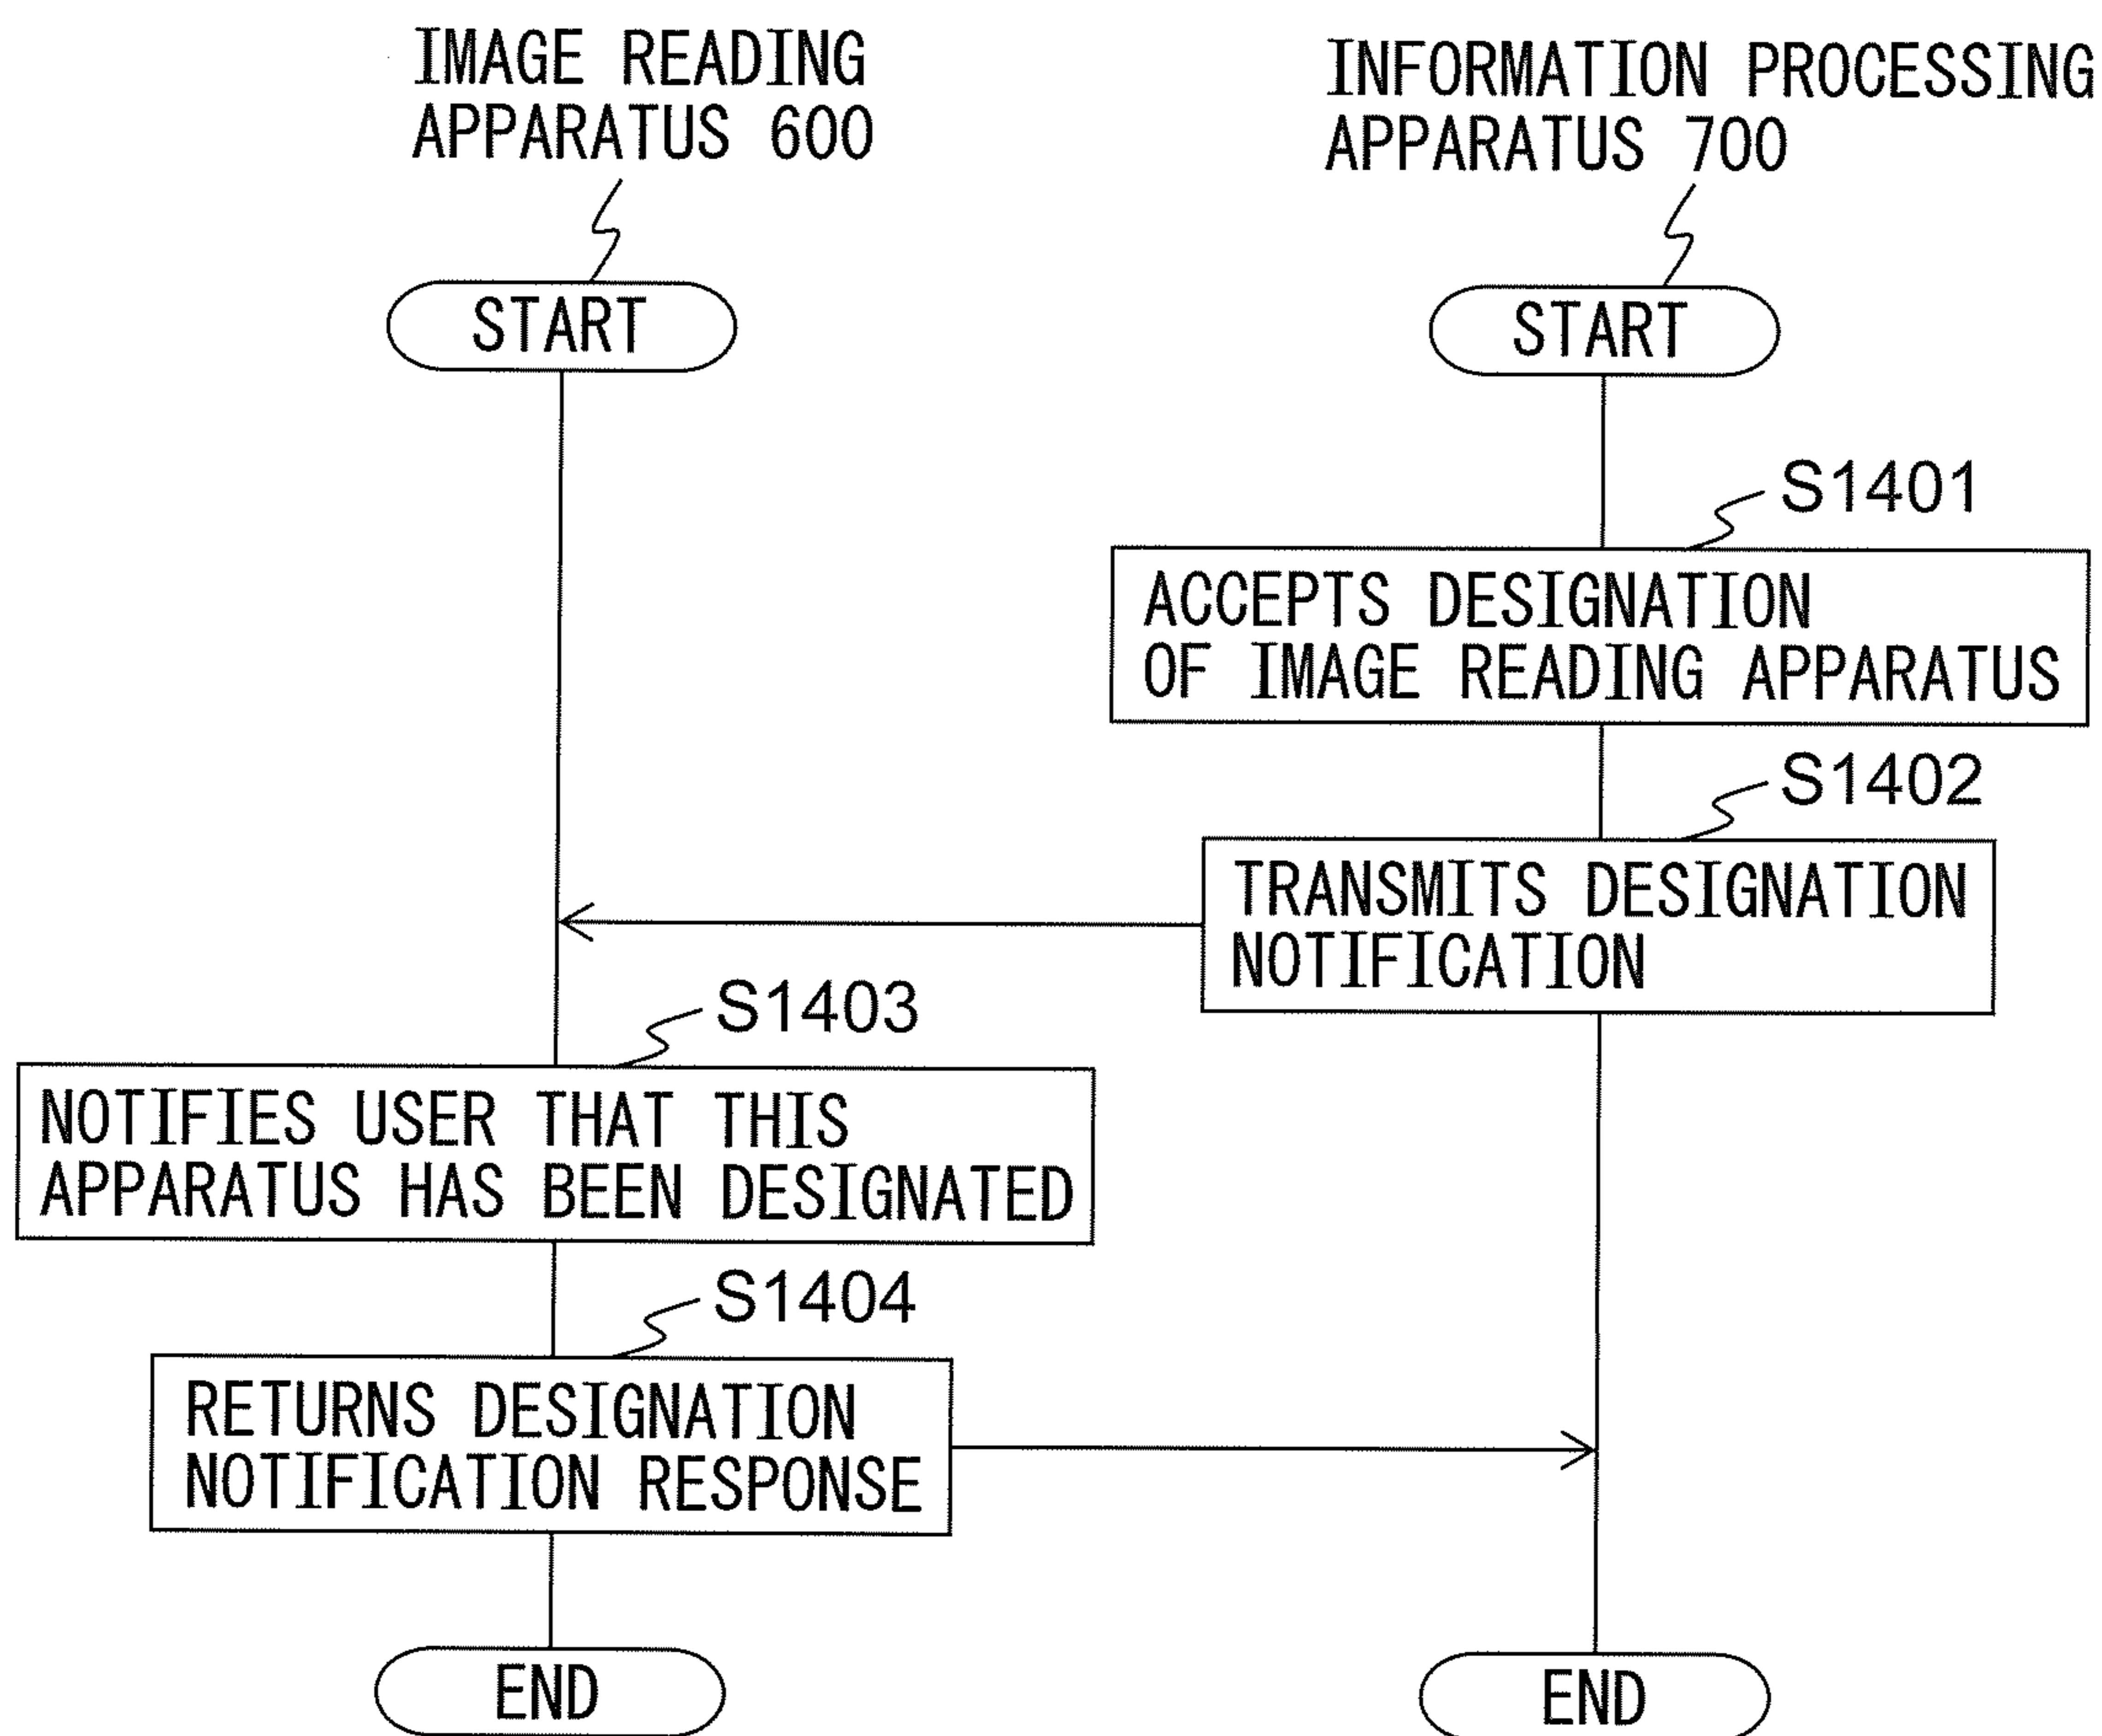 IMAGE READING
APPARATUS 600
INFORMATION PROCESSING
APPARATUS 700
START
START
S1401
ACCEPTS DESIGNATION
OF IMAGE READING APPARATUS
S1402
TRANSMITS DESIGNATION
NOTIFICATION
S1403
NOTIFIES USER THAT THIS
APPARATUS HAS BEEN DESIGNATED
S1404
RETURNS DESIGNATION
NOTIFICATION RESPONSE
END
END